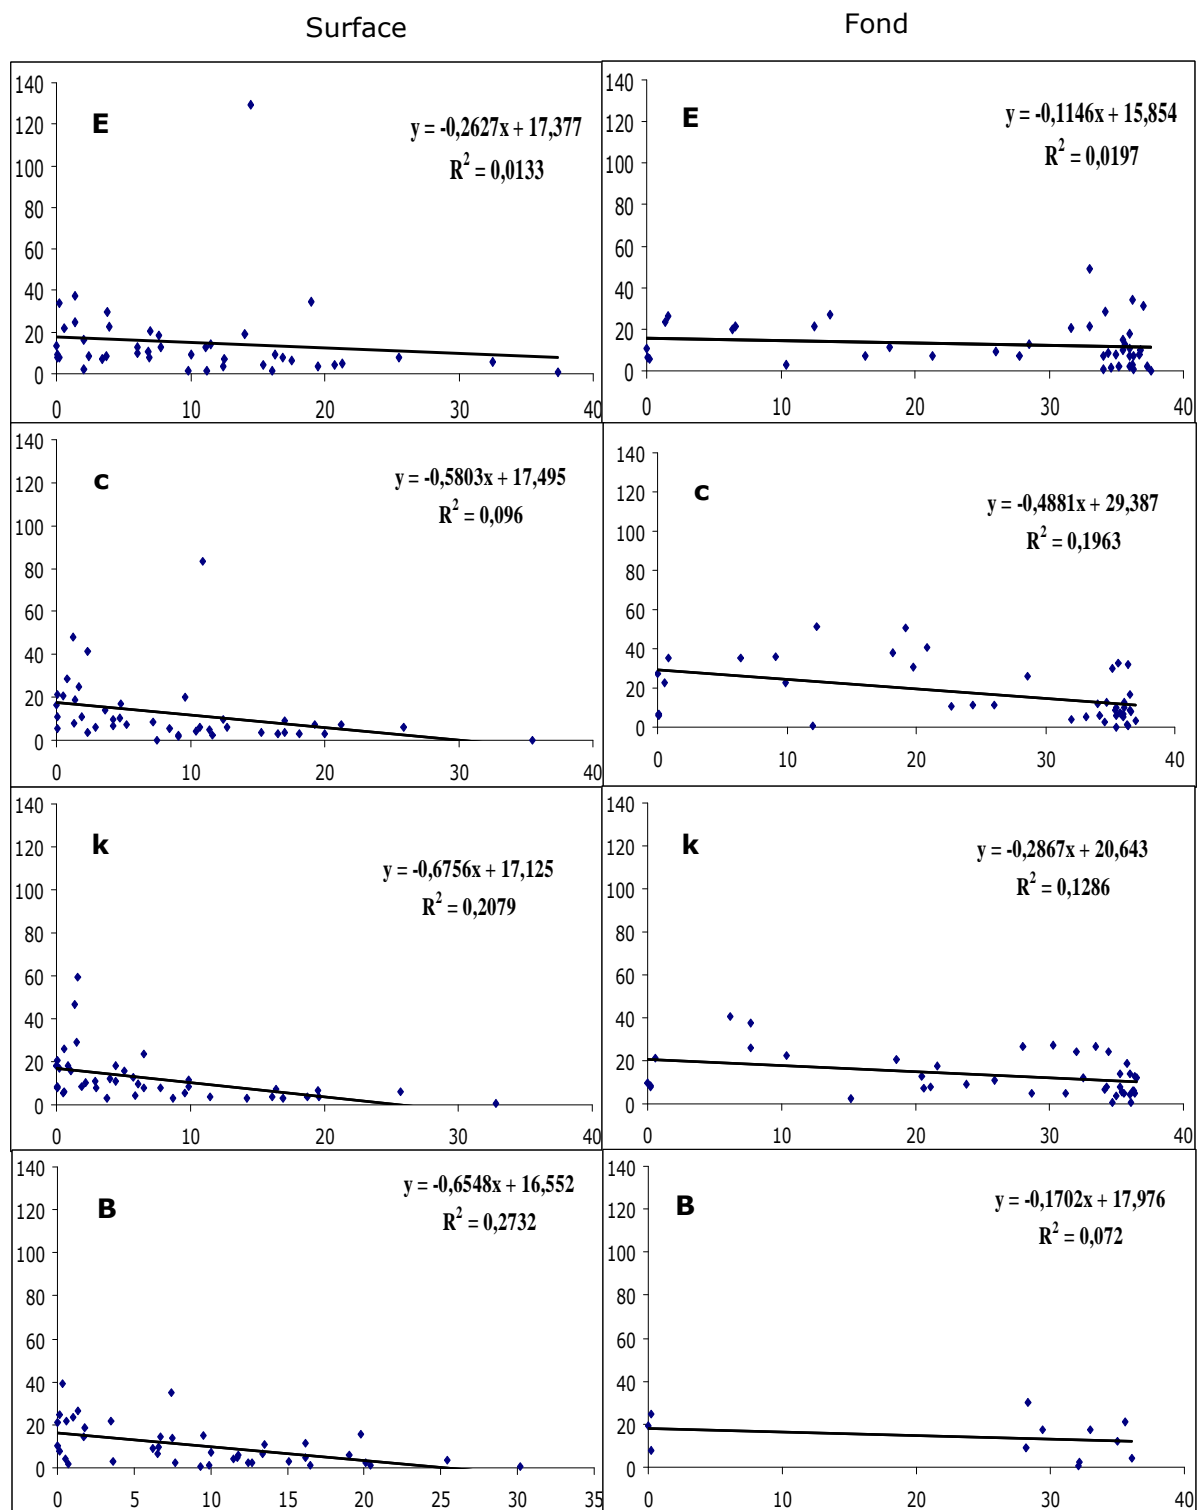 Surface
Fond
E
y = -0,2627x + 17,377
R² = 0,0133
140
120
100
80
60
40
20
0
0 10 20 30 40
E
y = -0,1146x + 15,854
R² = 0,0197
140
120
100
80
60
40
20
0
0 10 20 30 40
c
y = -0,5803x + 17,495
R² = 0,096
140
120
100
80
60
40
20
0
0 10 20 30 40
c
y = -0,4881x + 29,387
R² = 0,1963
140
120
100
80
60
40
20
0
0 10 20 30 40
k
y = -0,6756x + 17,125
R² = 0,2079
140
120
100
80
60
40
20
0
0 10 20 30 40
k
y = -0,2867x + 20,643
R² = 0,1286
140
120
100
80
60
40
20
0
0 10 20 30 40
B
y = -0,6548x + 16,552
R² = 0,2732
140
120
100
80
60
40
20
0
0 5 10 15 20 25 30 35
B
y = -0,1702x + 17,976
R² = 0,072
140
120
100
80
60
40
20
0
0 10 20 30 40